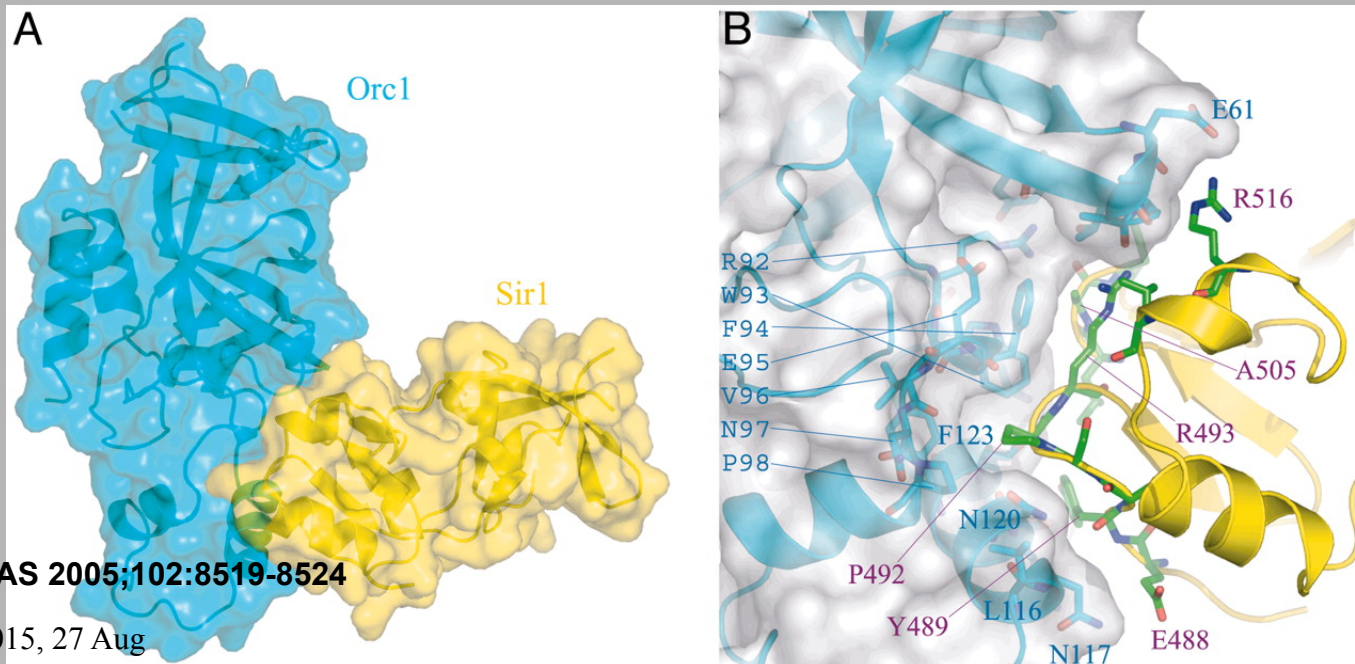 A
Orc1
Sir1
AS 2005;102:8519-8524
015, 27 Aug
B
E61
R516
R92
W93
F94
E95
V96
N97
P98
F123
A505
R493
N120
P492
L116
Y489
E488
N117